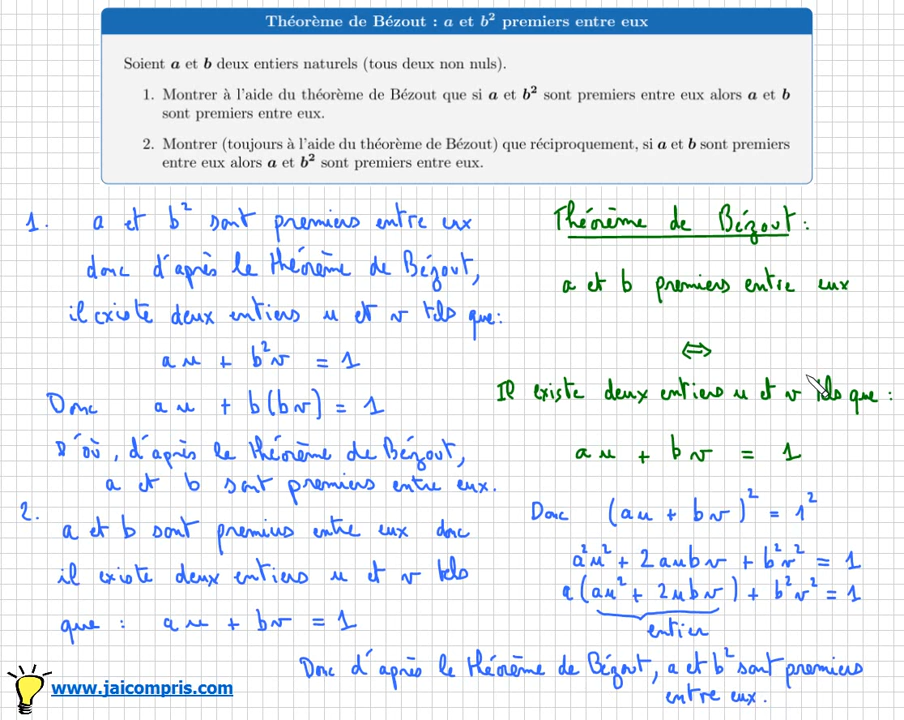 Théorème de Bézout : a et b² premiers entre eux
Soient a et b deux entiers naturels (tous deux non nuls).
1. Montrer à l'aide du théorème de Bézout que si a et b² sont premiers entre eux alors a et b
sont premiers entre eux.
2. Montrer (toujours à l'aide du théorème de Bézout) que réciproquement, si a et b sont premiers
entre eux alors a et b² sont premiers entre eux.
1. a et b² sont premiers entre eux
donc d'après le théorème de Bézout,
il existe deux entiers u et v tels que :
au + b²v = 1
Donc au + b(bv) = 1
D'où, d'après le théorème de Bézout,
a et b sont premiers entre eux.
2.
a et b sont premiers entre eux donc
il existe deux entiers u et v tels
que : au + bv = 1
Théorème de Bézout :
a et b premiers entre eux
⇔
Il existe deux entiers u et v tels que :
au + bv = 1
Donc (au + bv)² = 1²
a²u² + 2aubv + b²v² = 1
a(au² + 2ubv) + b²v² = 1
entier
Donc d'après le théorème de Bézout, a et b² sont premiers
entre eux.
www.jaicompris.com